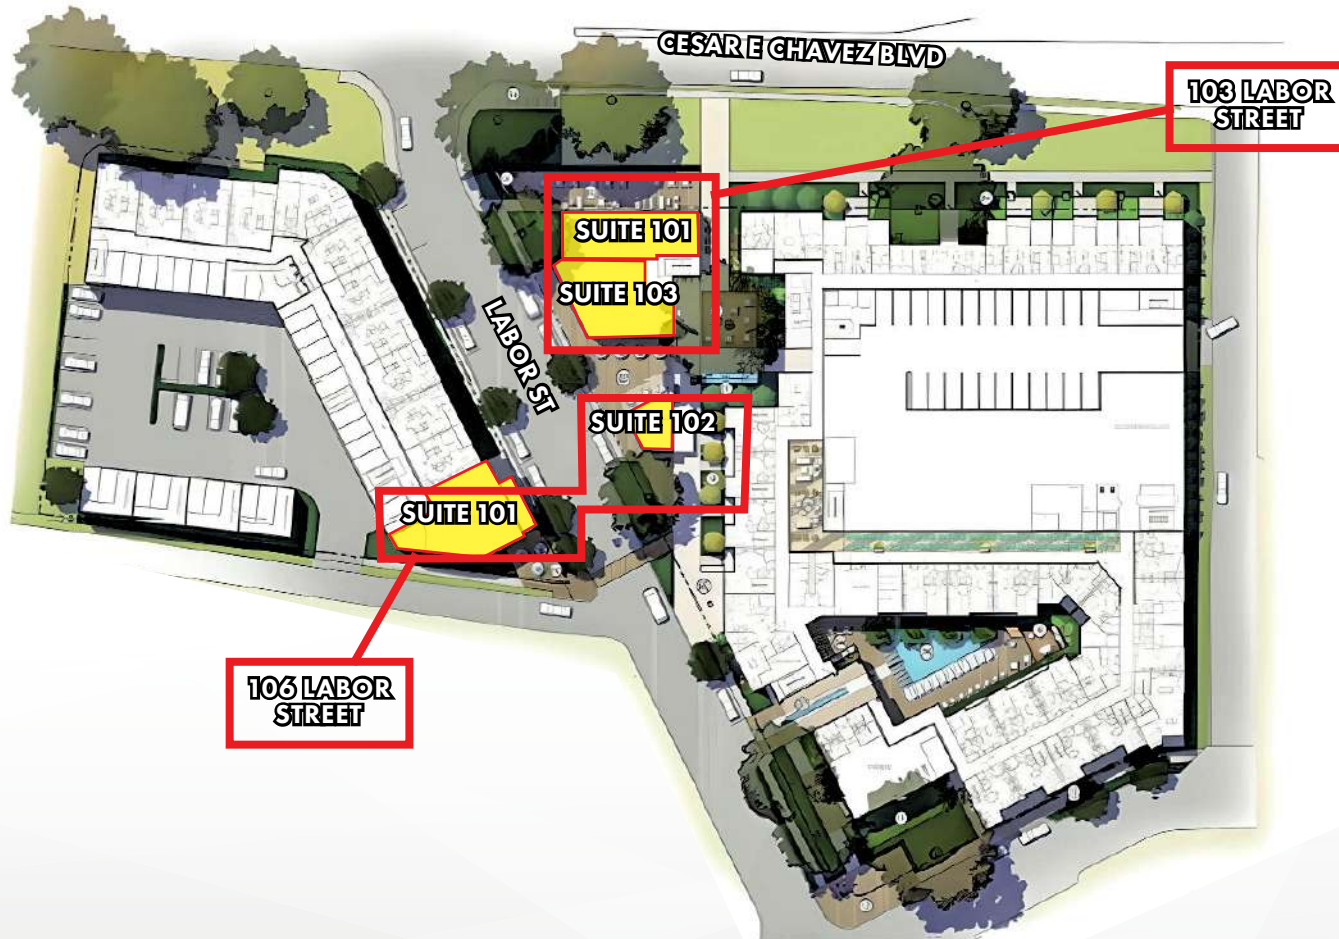 CESAR E CHAVEZ BLVD
103 LABOR
STREET
SUITE 101
SUITE 103
LABOR ST
SUITE 102
SUITE 101
106 LABOR
STREET